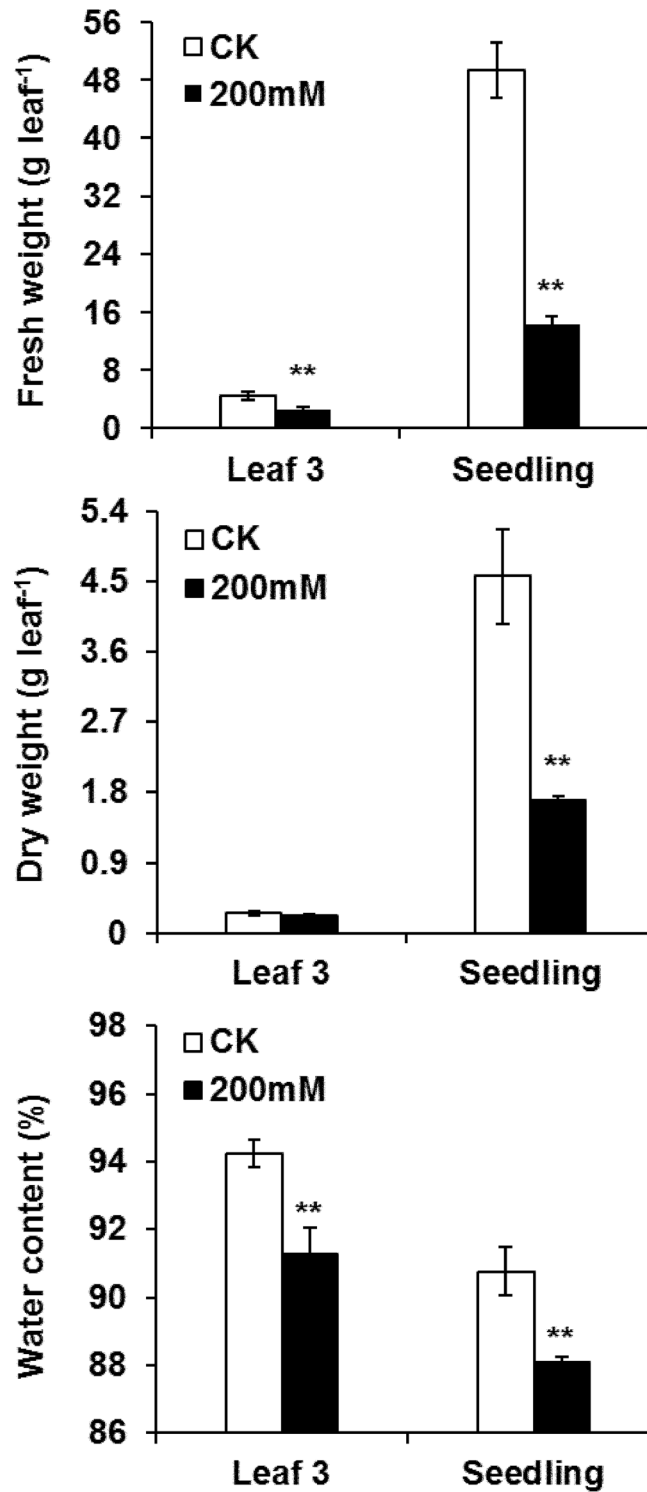 Fresh weight (g leaf⁻¹)
56
48
40
32
24
16
8
0
CK
200mM
**
**
Leaf 3
Seedling
Dry weight (g leaf⁻¹)
5.4
4.5
3.6
2.7
1.8
0.9
0
CK
200mM
**
Leaf 3
Seedling
Water content (%)
98
96
94
92
90
88
86
CK
200mM
**
**
Leaf 3
Seedling